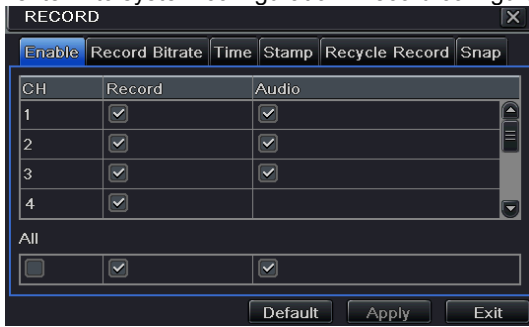 RECORD
Enable Record Bitrate Time Stamp Recycle Record Snap
CH Record Audio
1
2
3
4
All
Default Apply Exit